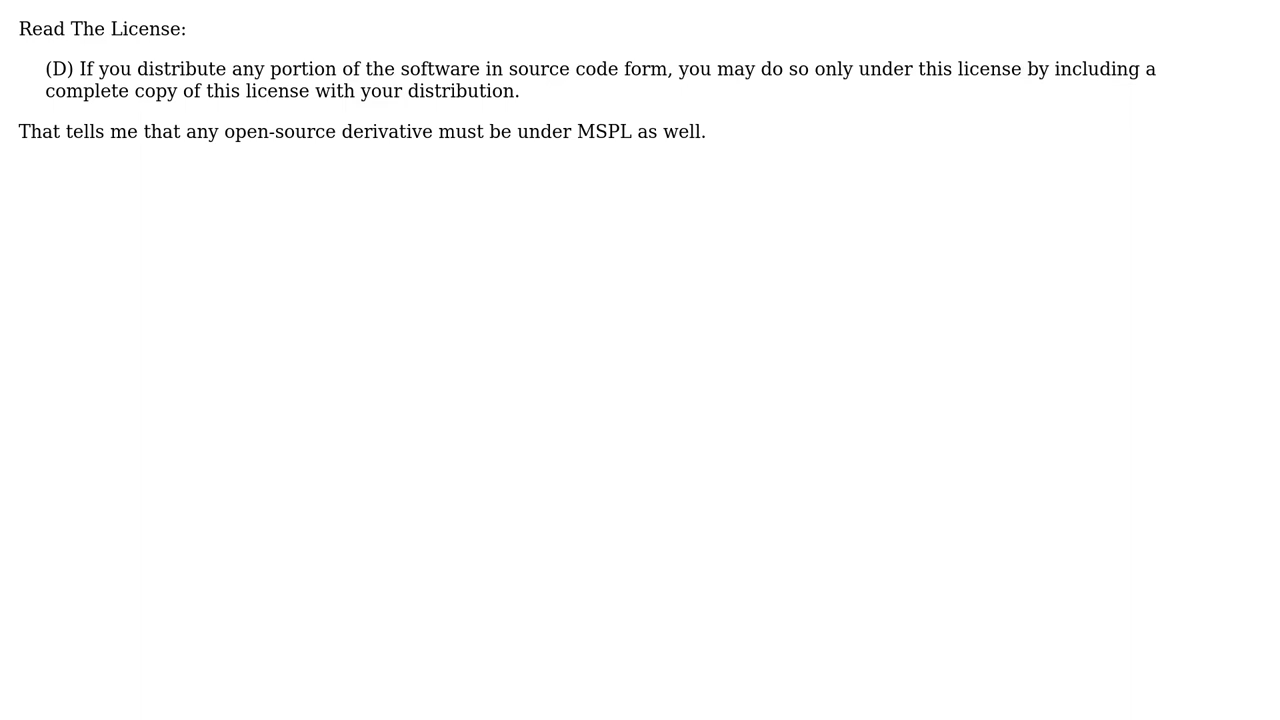 Read The License:
(D) If you distribute any portion of the software in source code form, you may do so only under this license by including a
complete copy of this license with your distribution.
That tells me that any open-source derivative must be under MSPL as well.